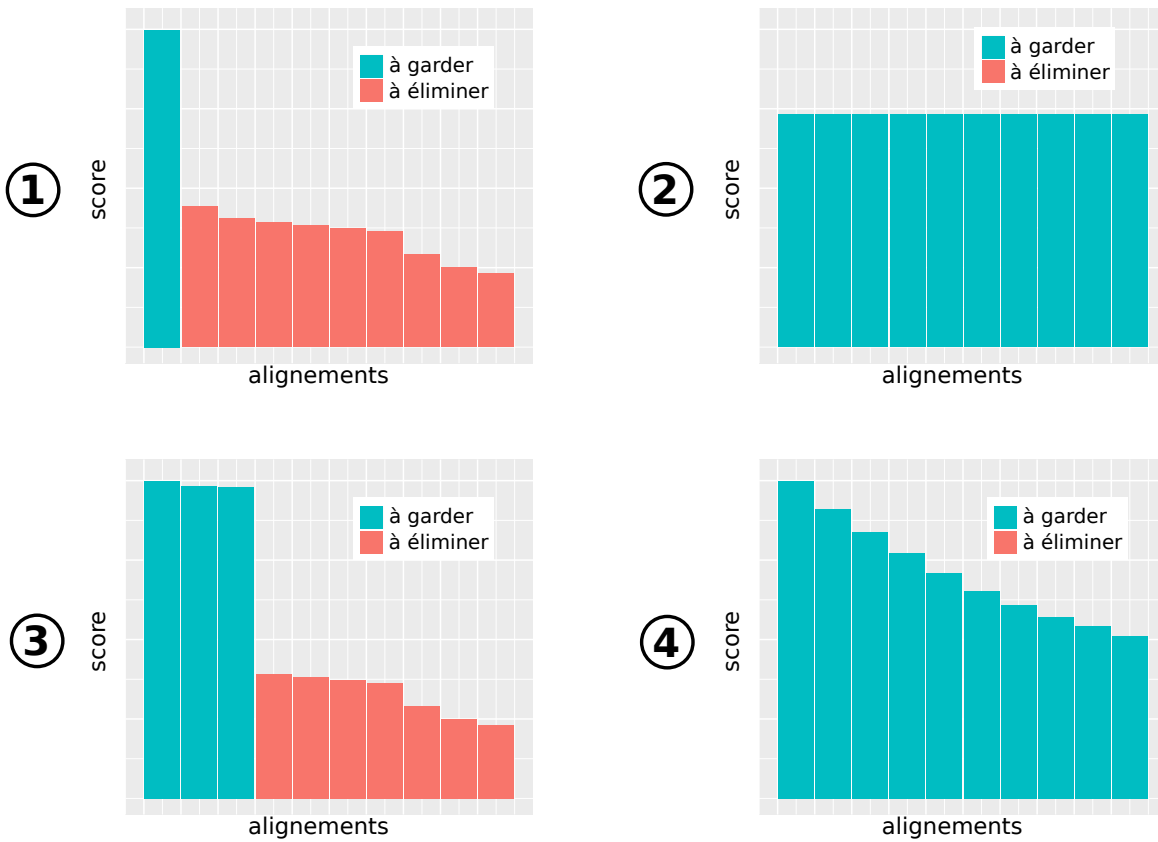 1
score
à garder
à éliminer
alignements
2
score
à garder
à éliminer
alignements
3
score
à garder
à éliminer
alignements
4
score
à garder
à éliminer
alignements